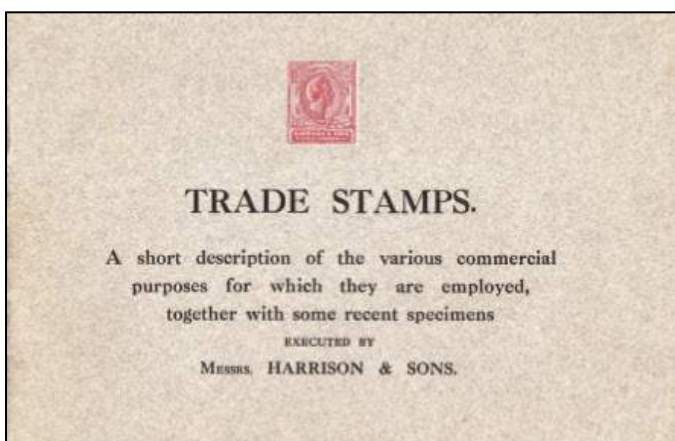 TRADE STAMPS.
A short description of the various commercial
purposes for which they are employed,
together with some recent specimens
EXECUTED BY
MESSRS. HARRISON & SONS.